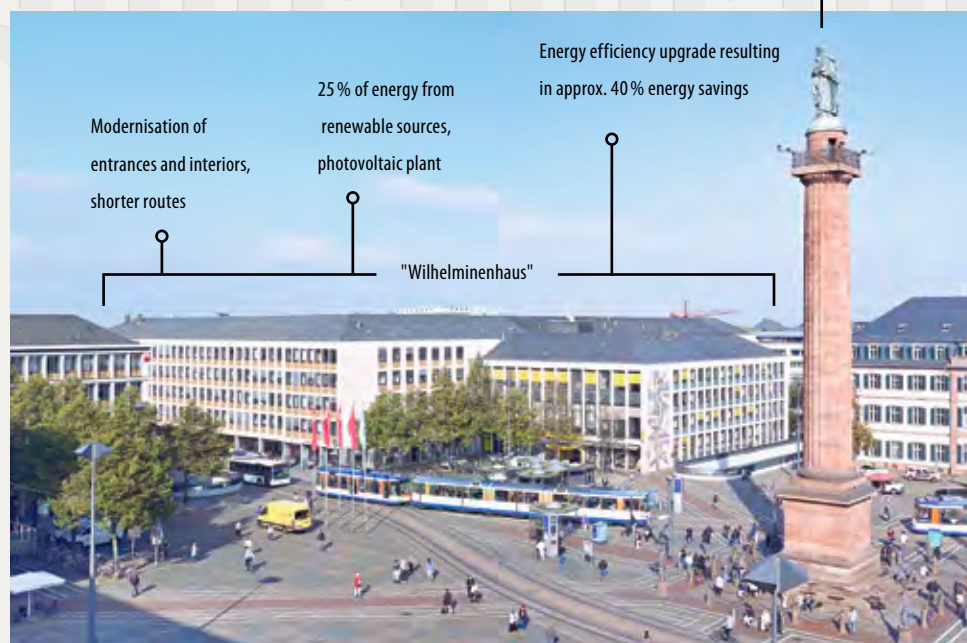 Energy efficiency upgrade resulting
in approx. 40 % energy savings
25 % of energy from
renewable sources,
photovoltaic plant
Modernisation of
entrances and interiors,
shorter routes
"Wilhelminenhaus"